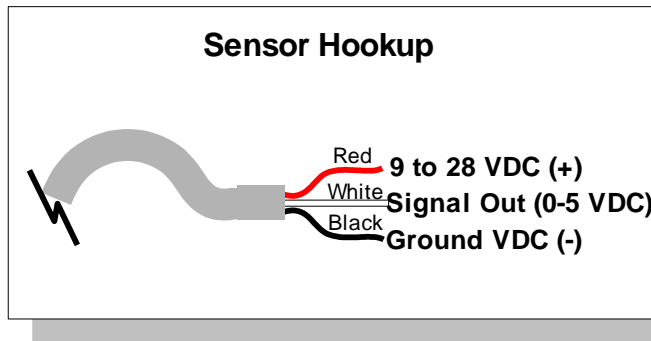 Sensor Hookup
Red 9 to 28 VDC (+)
White Signal Out (0-5 VDC)
Black Ground VDC (-)